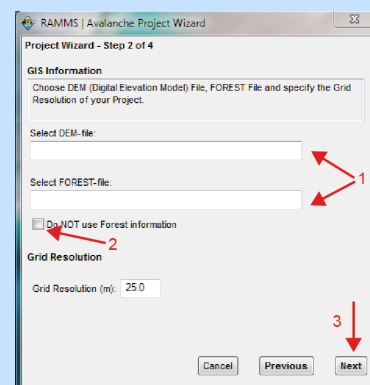 RAMMS | Avalanche Project Wizard
Project Wizard - Step 2 of 4
GIS Information
Choose DEM (Digital Elevation Model) File, FOREST File and specify the Grid
Resolution of your Project.
Select DEM-file:
1
Select FOREST-file:
Do NOT use Forest information
2
Grid Resolution
Grid Resolution (m): 25.0
3
Cancel Previous Next